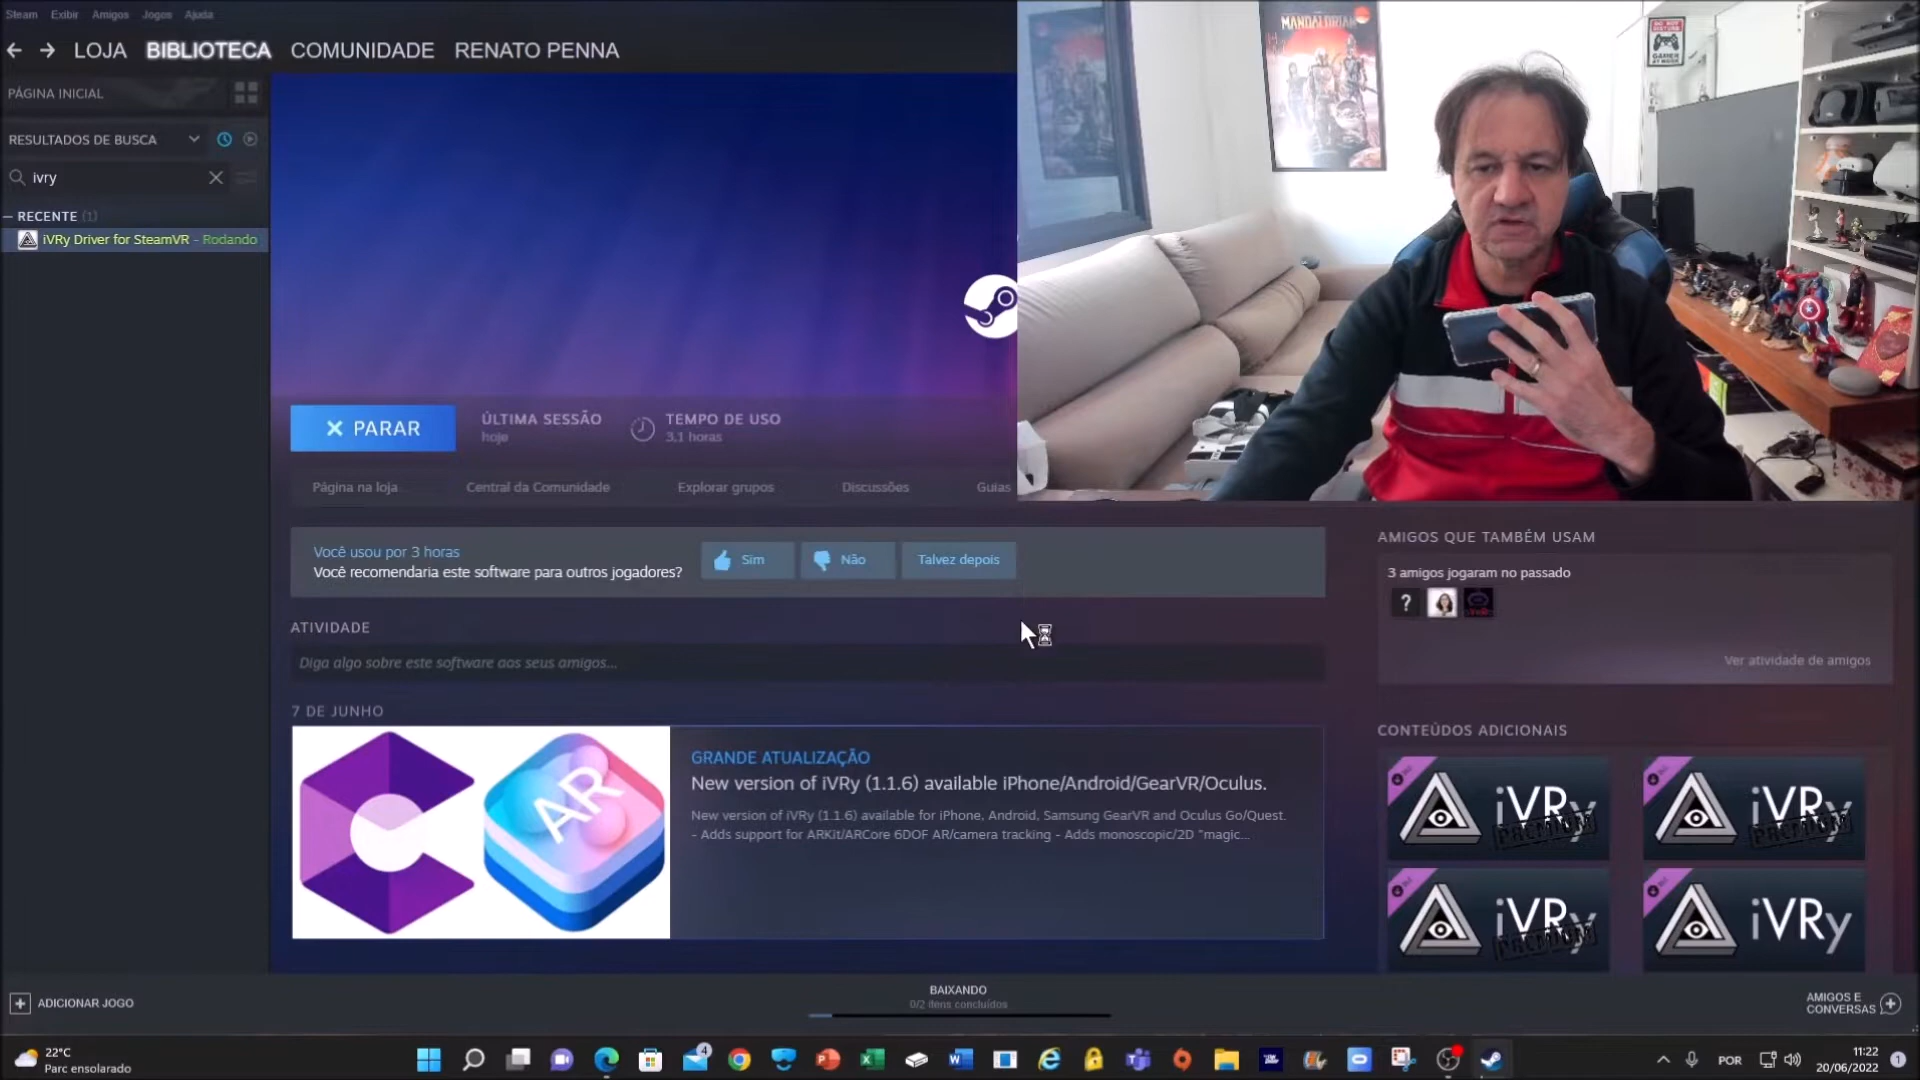 Steam Exibir Amigos Jogos Ajuda
LOJA BIBLIOTECA COMUNIDADE RENATO PENNA
PÁGINA INICIAL
RESULTADOS DE BUSCA
ivry
RECENTE (1)
iVRy Driver for SteamVR - Rodando
MANDALORIAN
PARAR
ÚLTIMA SESSÃO
hoje
TEMPO DE USO
3,1 horas
Página na loja Central da Comunidade Explorar grupos Discussões Guias
Você usou por 3 horas
Você recomendaria este software para outros jogadores?
Sim Não Talvez depois
ATIVIDADE
Diga algo sobre este software aos seus amigos...
7 DE JUNHO
AR
GRANDE ATUALIZAÇÃO
New version of iVRy (1.1.6) available iPhone/Android/GearVR/Oculus.
New version of iVRy (1.1.6) available for iPhone, Android, Samsung GearVR and Oculus Go/Quest.
- Adds support for ARKit/ARCore 6DOF AR/camera tracking - Adds monoscopic/2D "magic...
AMIGOS QUE TAMBÉM USAM
3 amigos jogaram no passado
?
Ver atividade de amigos
CONTEÚDOS ADICIONAIS
iVRy PREMIUM
iVRy PREMIUM
iVRy PREMIUM
iVRy
ADICIONAR JOGO
BAIXANDO
0/2 itens concluídos
AMIGOS E
CONVERSAS
22°C
Parc ensolarado
4
POR
11:22
20/06/2022
1